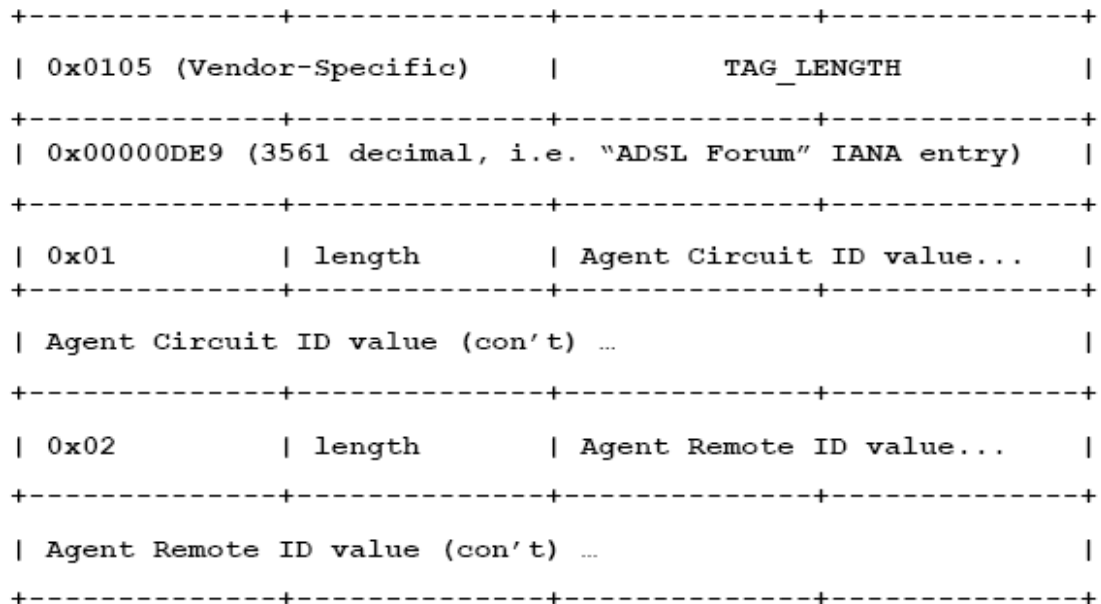 +--------------+--------------+--------------+--------------+
| 0x0105 (Vendor-Specific) | TAG_LENGTH |
+--------------+--------------+--------------+--------------+
| 0x00000DE9 (3561 decimal, i.e. “ADSL Forum” IANA entry) |
+--------------+--------------+--------------+--------------+
| 0x01 | length | Agent Circuit ID value... |
+--------------+--------------+--------------+--------------+
| Agent Circuit ID value (con’t) … |
+--------------+--------------+--------------+--------------+
| 0x02 | length | Agent Remote ID value... |
+--------------+--------------+--------------+--------------+
| Agent Remote ID value (con’t) … |
+--------------+--------------+--------------+--------------+